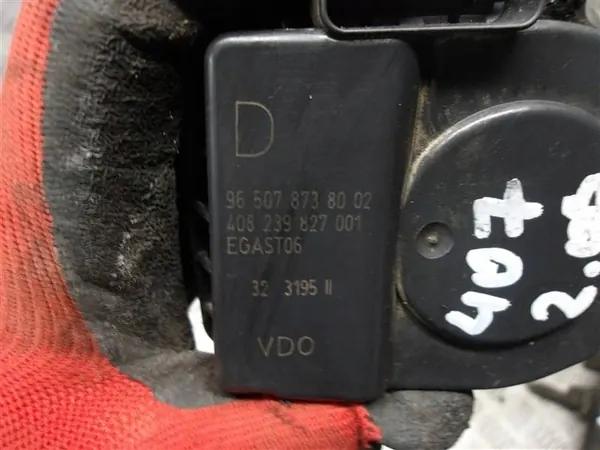 D
96 507 873 80 02
408 239 827 001
EGAST06
32 3195 II
VDO
407
2.0